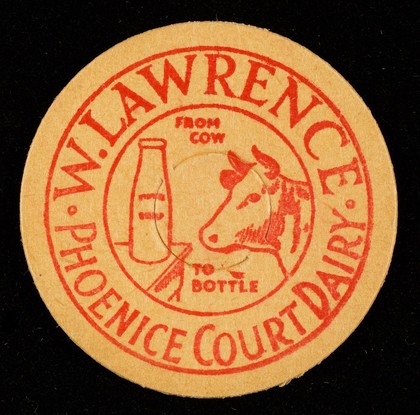 W. LAWRENCE
FROM
COW
TO
BOTTLE
PHOENICE COURT DAIRY